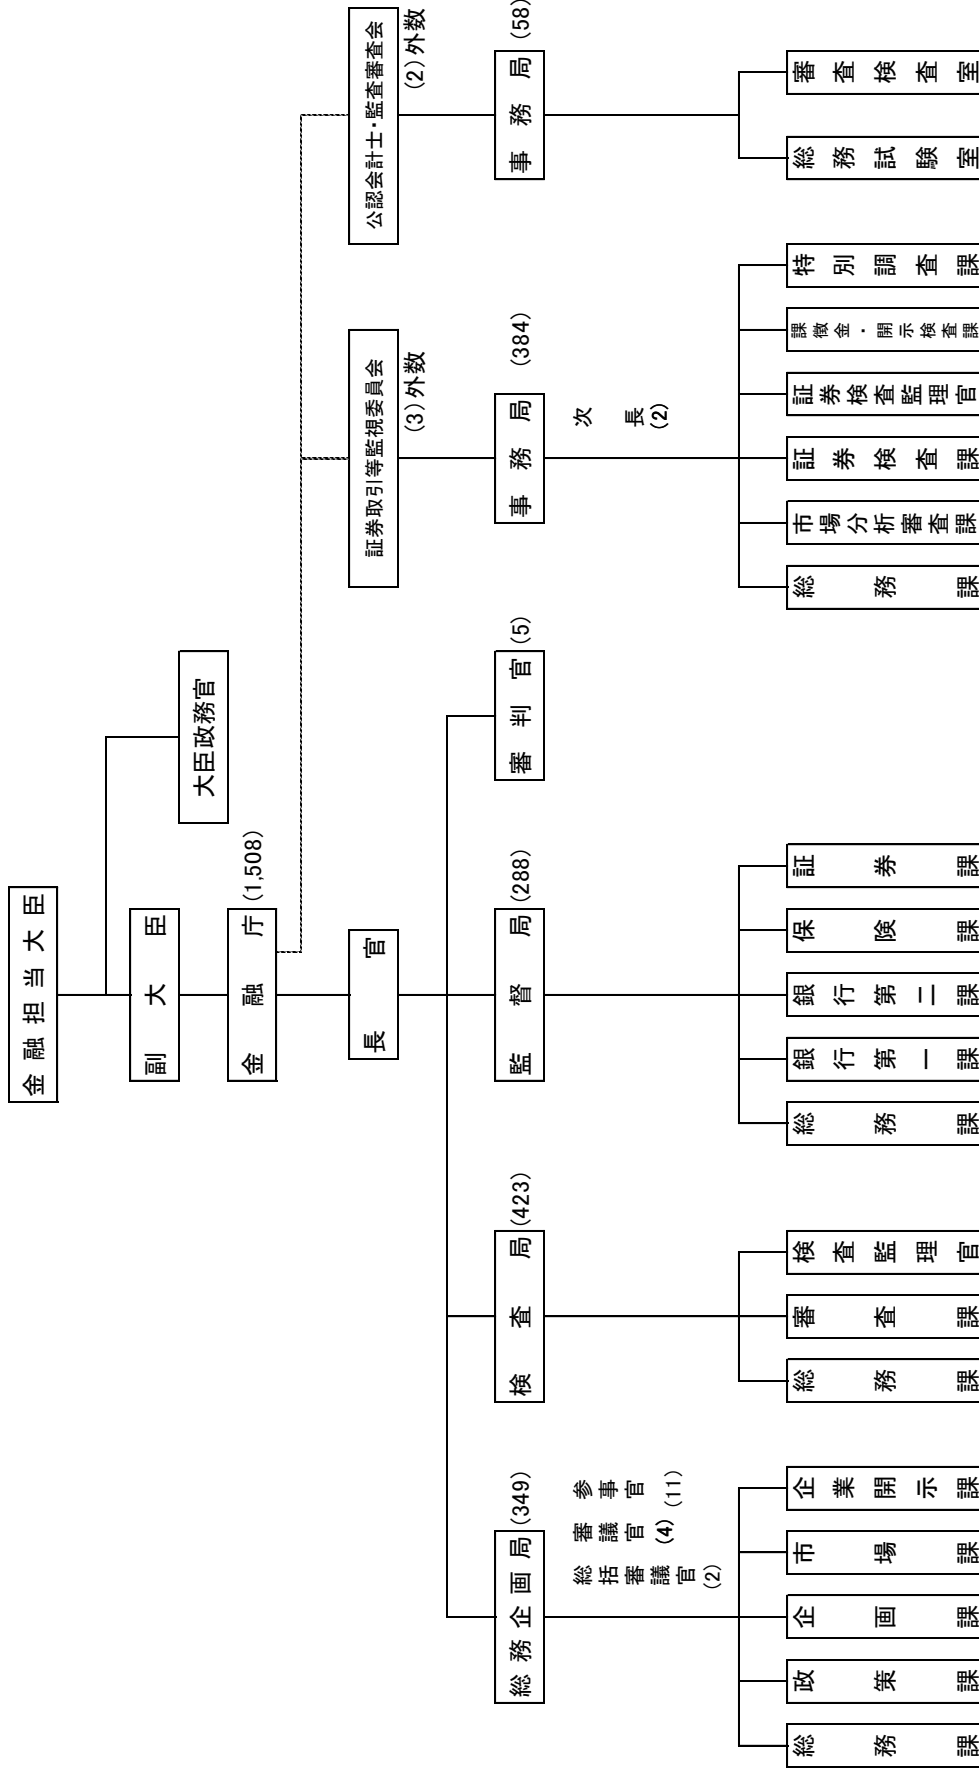 金融担当大臣
大臣政務官
副大臣
金融庁 (1,508)
長官
証券取引等監視委員会
(3)外数
公認会計士・監査審査会
(2)外数
総務企画局 (349)
検査局 (423)
監督局 (288)
審判官 (5)
事務局 (384)
事務局 (58)
総括審議官 (2)
審議官 (4)
参事官 (11)
次長 (2)
総務課
政策課
企画課
市場課
企業開示課
総務課
審査課
検査監理官
総務課
銀行第一課
銀行第二課
保険課
証券課
総務課
市場分析審査課
証券検査課
証券検査監理官
課徴金・開示検査課
特別調査課
総務試験室
審査検査室